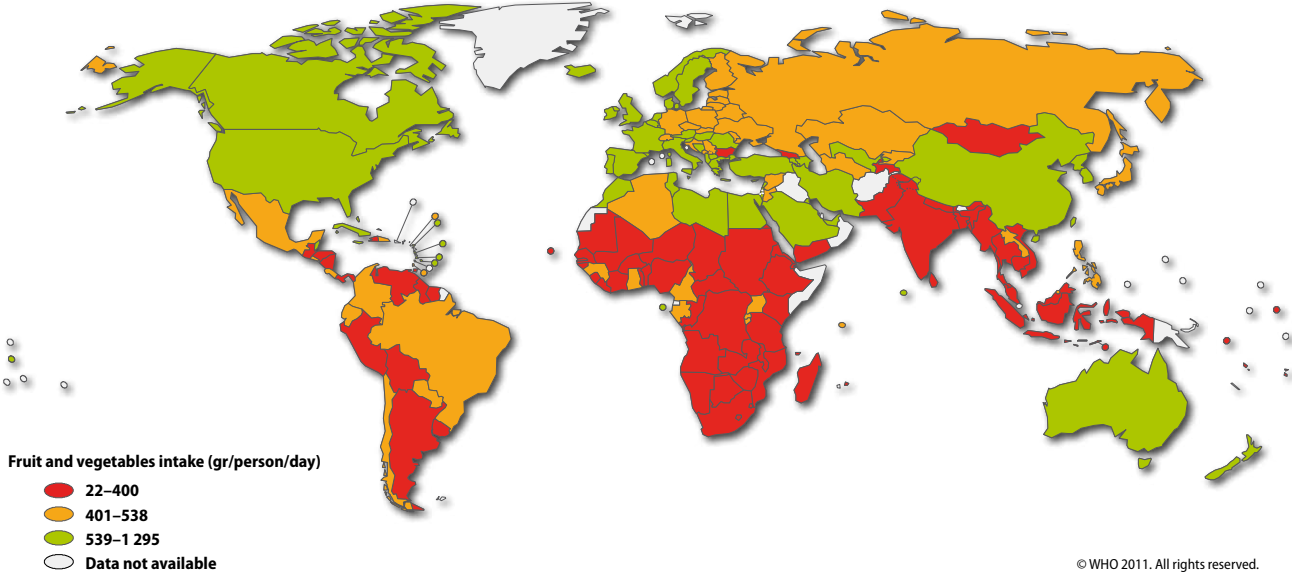 Fruit and vegetables intake (gr/person/day)
22–400
401–538
539–1 295
Data not available
© WHO 2011. All rights reserved.